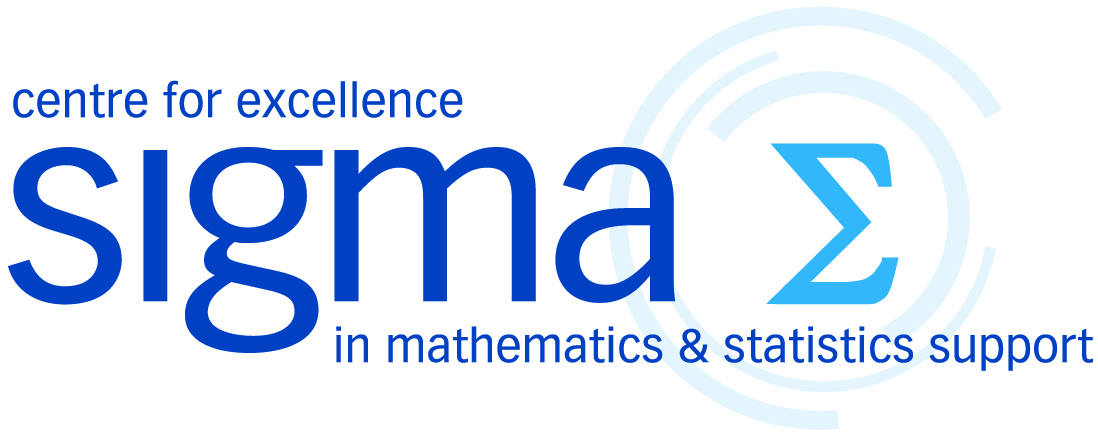 centre for excellence
sigma Σ
in mathematics & statistics support